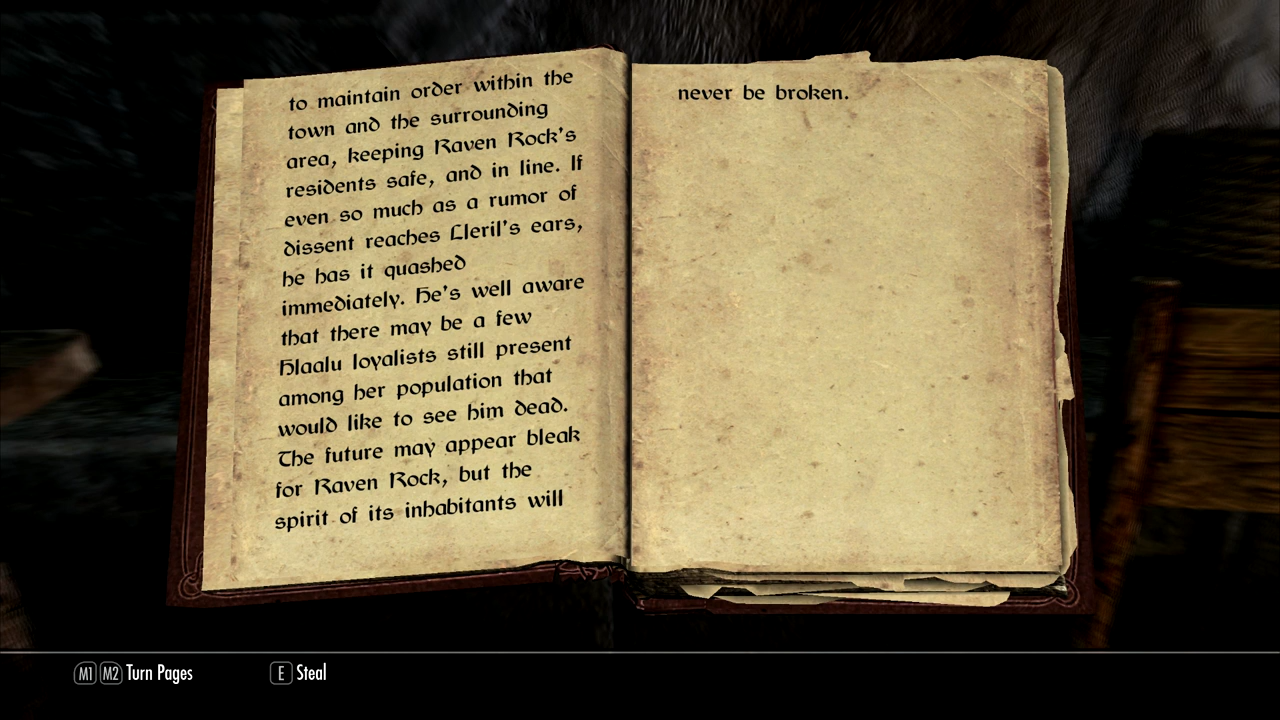 to maintain order within the
town and the surrounding
area, keeping Raven Rock's
residents safe, and in line. If
even so much as a rumor of
dissent reaches Lleril's ears,
he has it quashed
immediately. He's well aware
that there may be a few
Hlaalu loyalists still present
among her population that
would like to see him dead.
The future may appear bleak
for Raven Rock, but the
spirit of its inhabitants will
never be broken.
M1 M2 Turn Pages
E Steal